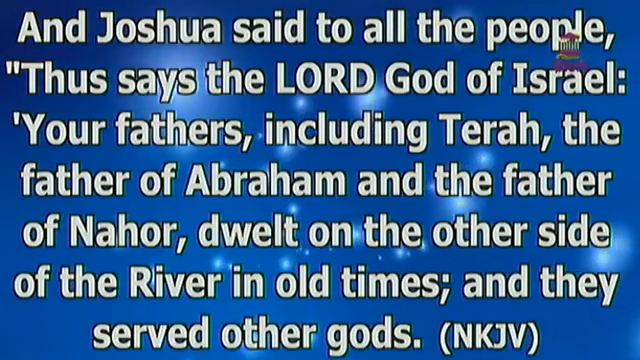 And Joshua said to all the people,
"Thus says the LORD God of Israel:
'Your fathers, including Terah, the
father of Abraham and the father
of Nahor, dwelt on the other side
of the River in old times; and they
served other gods. (NKJV)